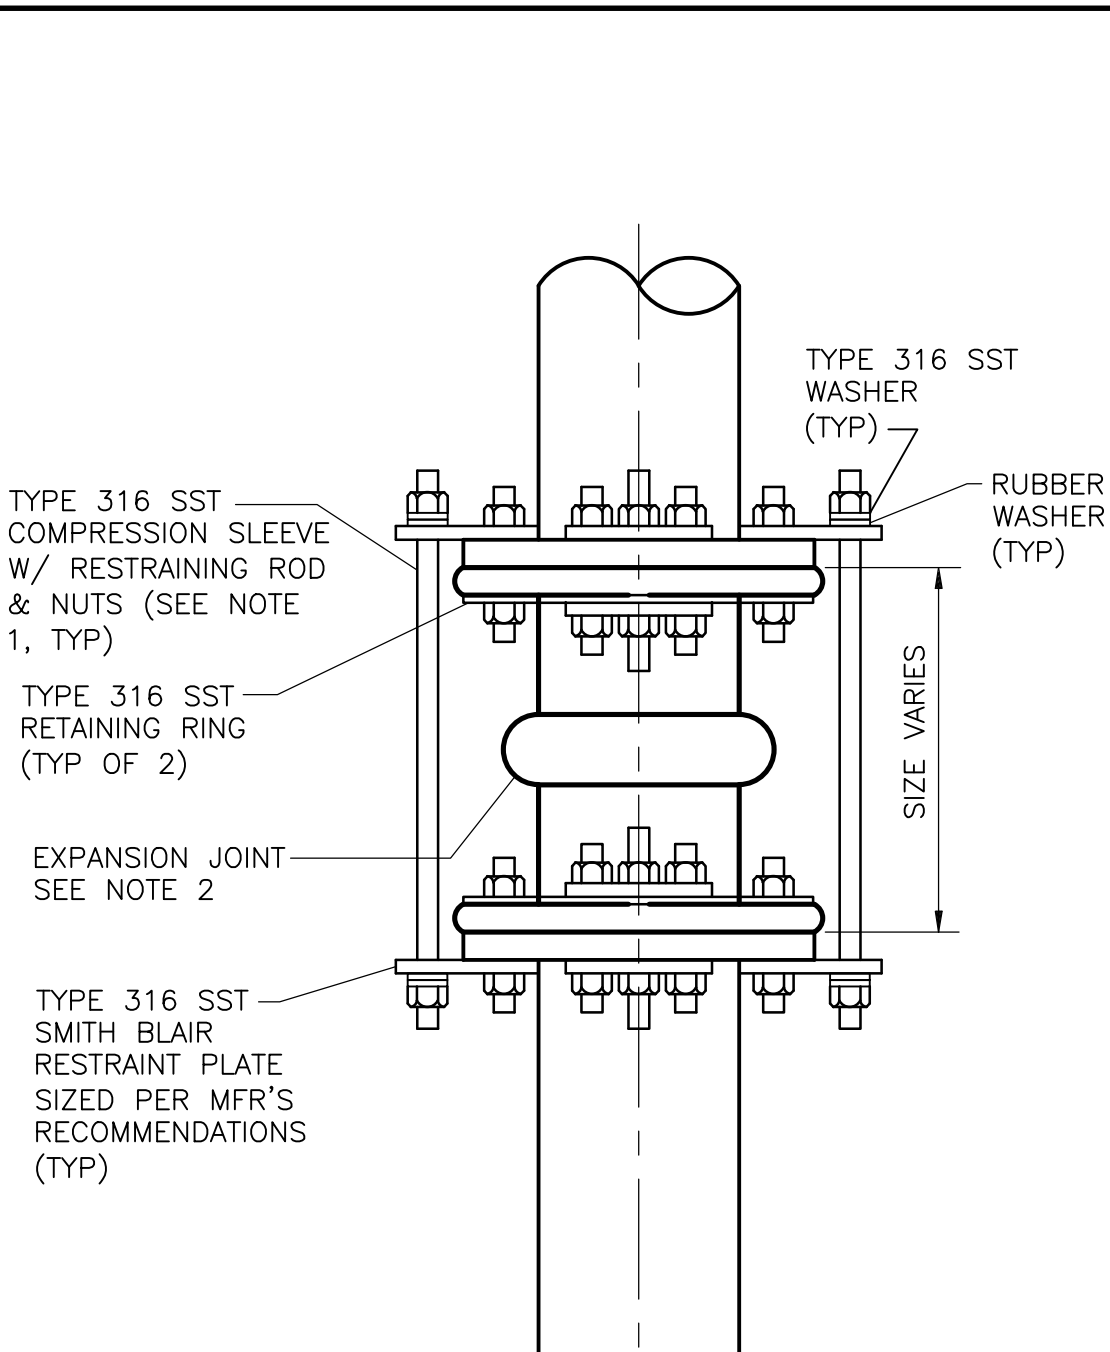 TYPE 316 SST
WASHER
(TYP)
RUBBER
WASHER
(TYP)
TYPE 316 SST
COMPRESSION SLEEVE
W/ RESTRAINING ROD
& NUTS (SEE NOTE
1, TYP)
TYPE 316 SST
RETAINING RING
(TYP OF 2)
SIZE VARIES
EXPANSION JOINT
SEE NOTE 2
TYPE 316 SST
SMITH BLAIR
RESTRAINT PLATE
SIZED PER MFR'S
RECOMMENDATIONS
(TYP)